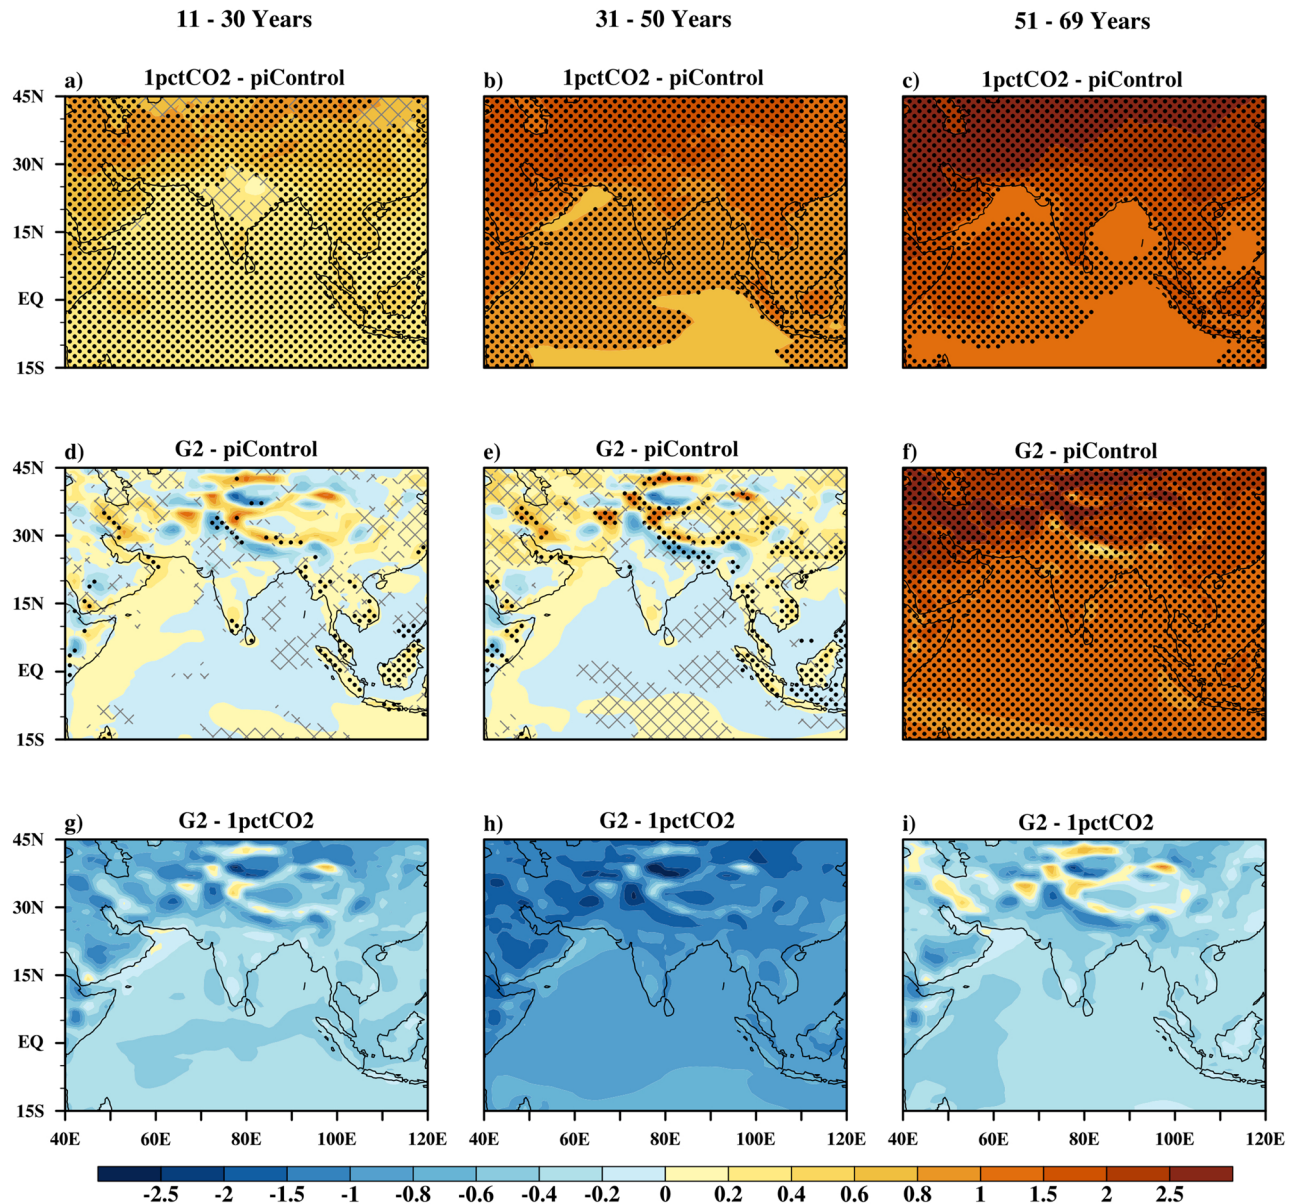 11 - 30 Years 31 - 50 Years 51 - 69 Years
a) 1pctCO2 - piControl b) 1pctCO2 - piControl c) 1pctCO2 - piControl
45N
30N
15N
EQ
15S
d) G2 - piControl e) G2 - piControl f) G2 - piControl
45N
30N
15N
EQ
15S
g) G2 - 1pctCO2 h) G2 - 1pctCO2 i) G2 - 1pctCO2
45N
30N
15N
EQ
15S
40E 60E 80E 100E 120E 40E 60E 80E 100E 120E 40E 60E 80E 100E 120E
-2.5 -2 -1.5 -1 -0.8 -0.6 -0.4 -0.2 0 0.2 0.4 0.6 0.8 1 1.5 2 2.5